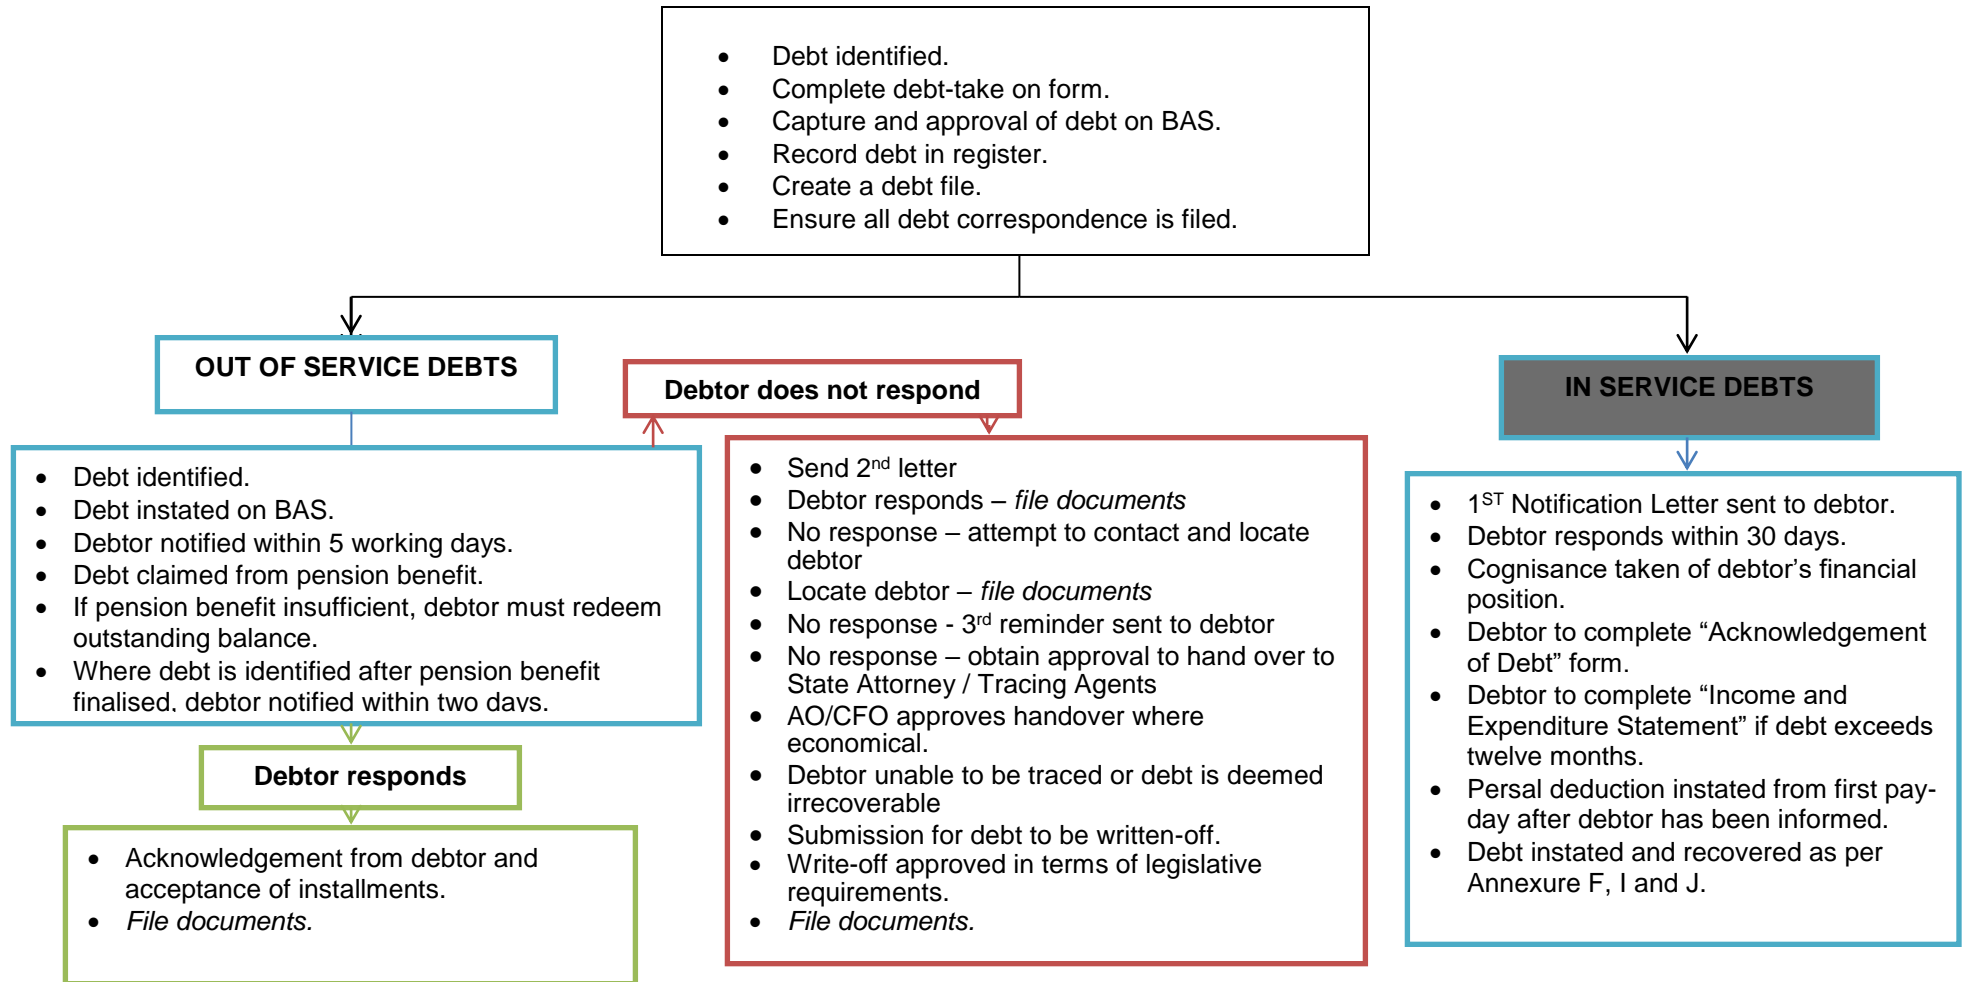 • Debt identified.
• Complete debt-take on form.
• Capture and approval of debt on BAS.
• Record debt in register.
• Create a debt file.
• Ensure all debt correspondence is filed.
OUT OF SERVICE DEBTS
• Debt identified.
• Debt instated on BAS.
• Debtor notified within 5 working days.
• Debt claimed from pension benefit.
• If pension benefit insufficient, debtor must redeem
outstanding balance.
• Where debt is identified after pension benefit
finalised, debtor notified within two days.
Debtor responds
• Acknowledgement from debtor and
acceptance of installments.
• File documents.
Debtor does not respond
• Send 2nd letter
• Debtor responds – file documents
• No response – attempt to contact and locate
debtor
• Locate debtor – file documents
• No response - 3rd reminder sent to debtor
• No response – obtain approval to hand over to
State Attorney / Tracing Agents
• AO/CFO approves handover where
economical.
• Debtor unable to be traced or debt is deemed
irrecoverable
• Submission for debt to be written-off.
• Write-off approved in terms of legislative
requirements.
• File documents.
IN SERVICE DEBTS
• 1ST Notification Letter sent to debtor.
• Debtor responds within 30 days.
• Cognisance taken of debtor’s financial
position.
• Debtor to complete “Acknowledgement
of Debt” form.
• Debtor to complete “Income and
Expenditure Statement” if debt exceeds
twelve months.
• Persal deduction instated from first pay-
day after debtor has been informed.
• Debt instated and recovered as per
Annexure F, I and J.